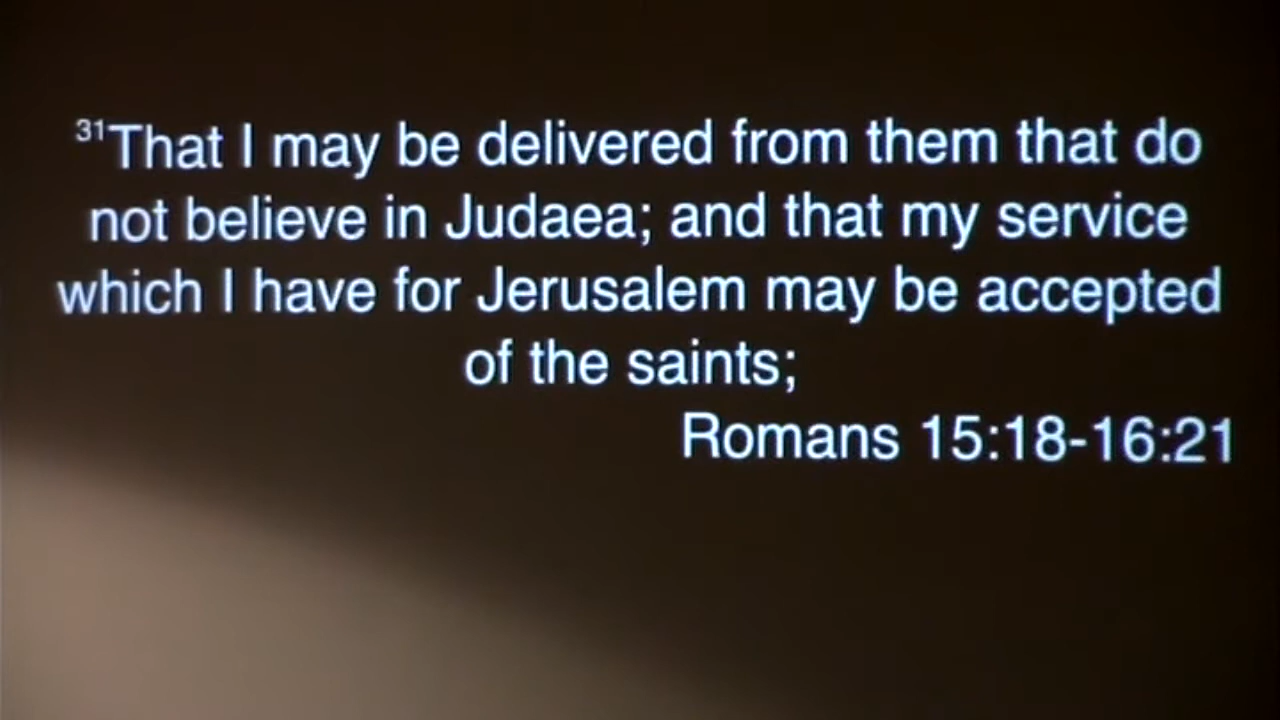 31That I may be delivered from them that do
not believe in Judaea; and that my service
which I have for Jerusalem may be accepted
of the saints;
Romans 15:18-16:21